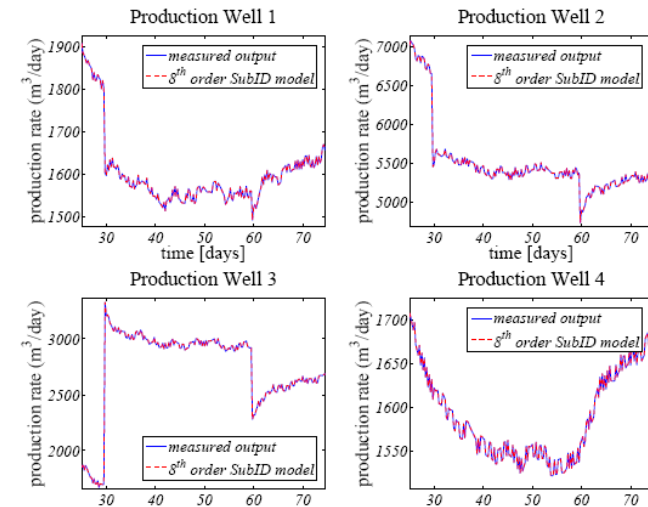 Production Well 1
production rate (m³/day)
1900
1800
1700
1600
1500
measured output
8th order SubID model
30 40 50 60 70
time [days]
Production Well 2
production rate (m³/day)
7000
6500
6000
5500
5000
measured output
8th order SubID model
30 40 50 60 70
time [days]
Production Well 3
production rate (m³/day)
3000
2500
2000
measured output
8th order SubID model
30 40 50 60 70
Production Well 4
production rate (m³/day)
1700
1650
1600
1550
measured output
8th order SubID model
30 40 50 60 70